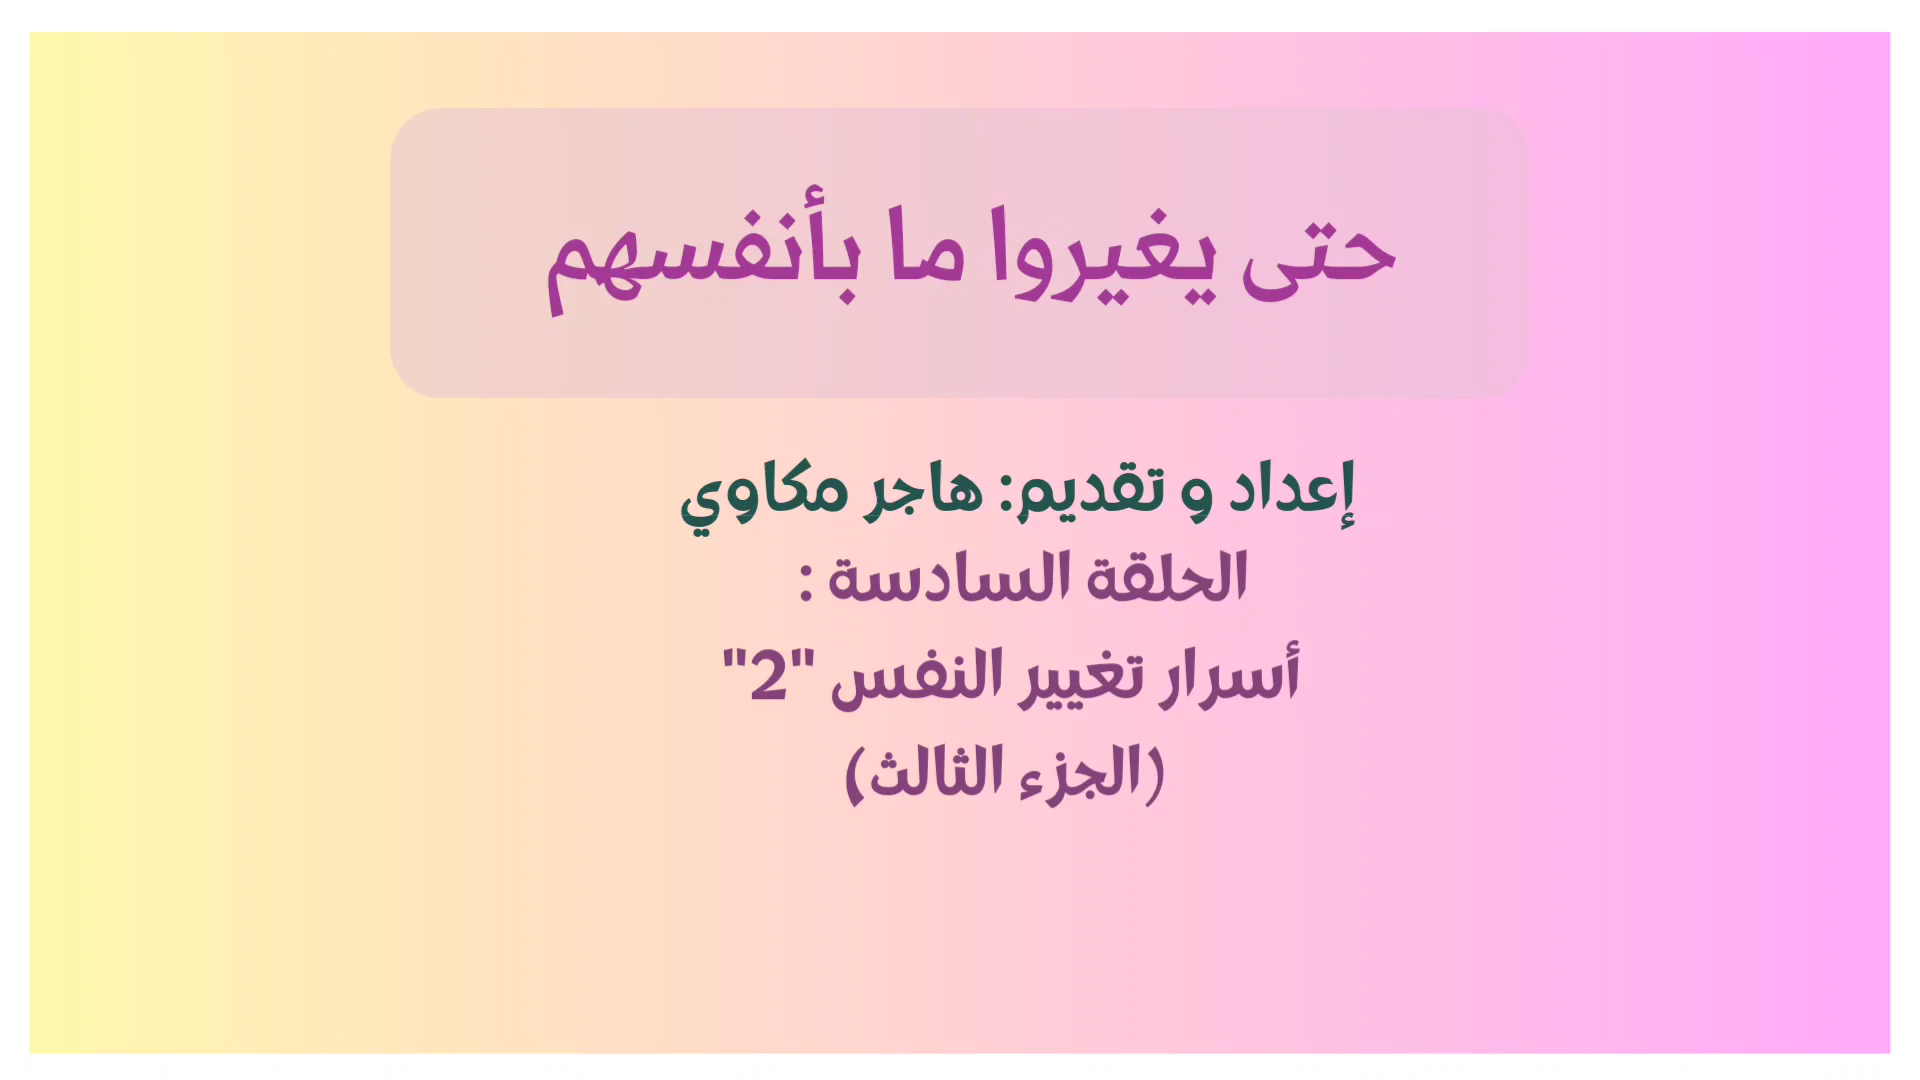 حتى يغيروا ما بأنفسهم
إعداد و تقديم: هاجر مكاوي
الحلقة السادسة :
أسرار تغيير النفس "2"
(الجزء الثالث)